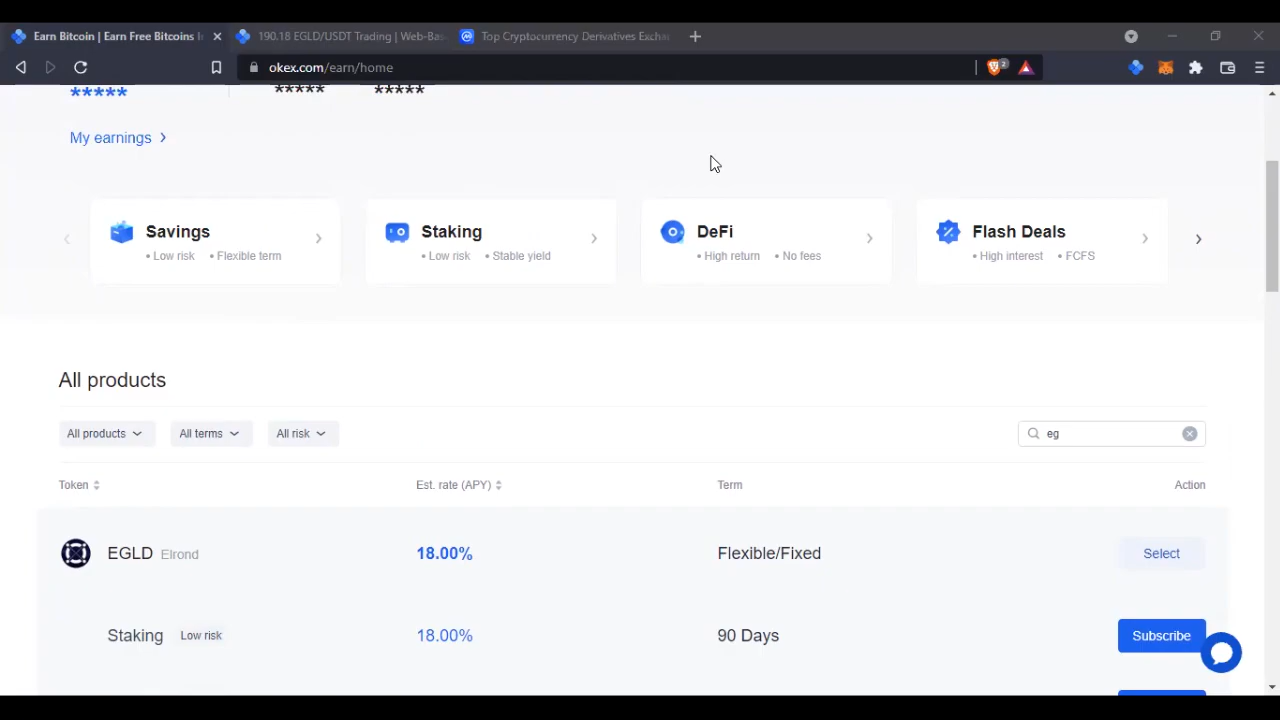 Earn Bitcoin | Earn Free Bitcoins
190.18 EGLD/USDT Trading | Web-Bas
Top Cryptocurrency Derivatives Excha
okex.com/earn/home
2
***** ***** *****
My earnings
Savings
• Low risk • Flexible term
Staking
• Low risk • Stable yield
DeFi
• High return • No fees
Flash Deals
• High interest • FCFS
All products
All products All terms All risk eg
Token Est. rate (APY) Term Action
EGLD Elrond 18.00% Flexible/Fixed Select
Staking Low risk 18.00% 90 Days Subscribe